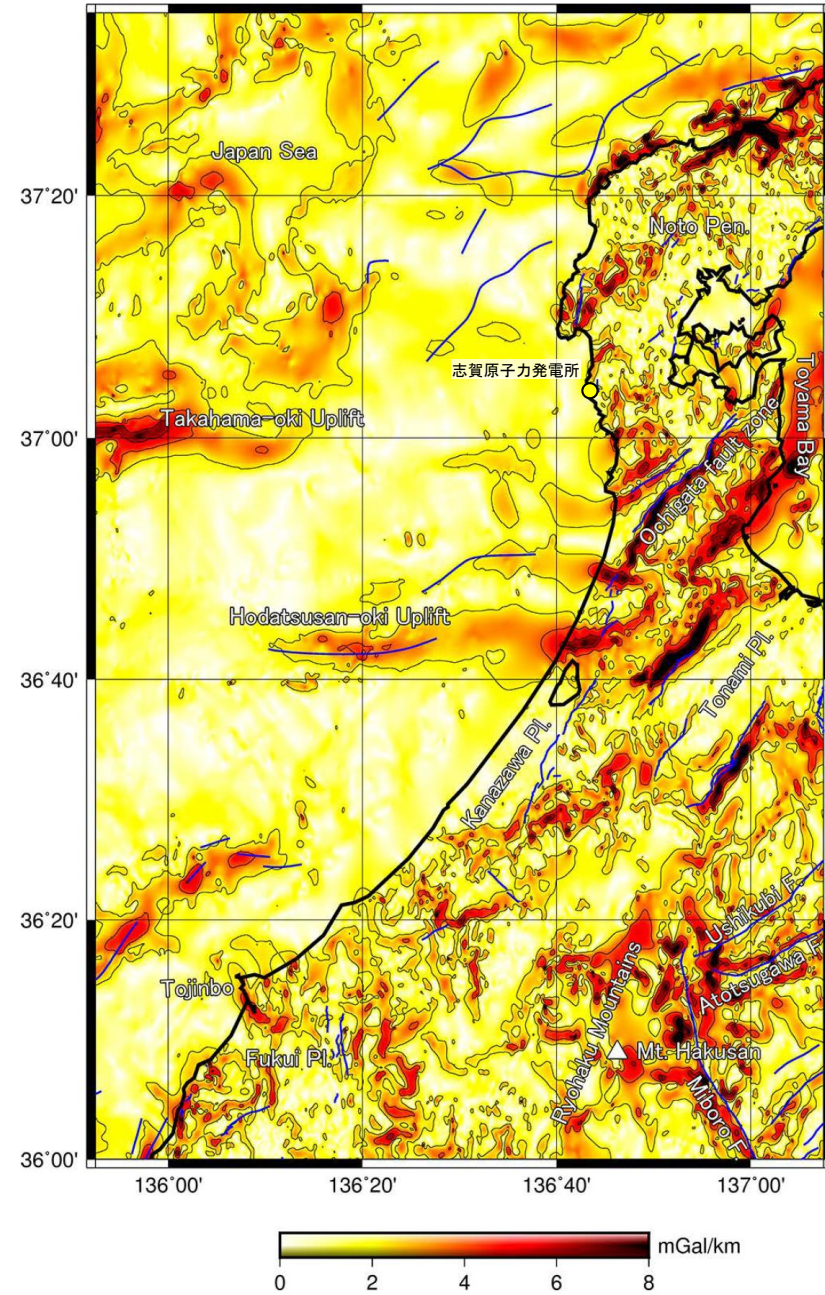 Japan Sea
37°20'
Noto Pen.
志賀原子力発電所
Toyama Bay
Takahama-oki Uplift
37°00'
Ochigata fault zone
Hodatsusan-oki Uplift
36°40'
Tonami Pl.
Kanazawa Pl.
36°20'
Ushikubi F.
Atotsugawa F.
Tojinbo
Ryohaku Mountains
Fukui Pl.
Mt. Hakusan
Miboro F.
36°00'
136°00'
136°20'
136°40'
137°00'
mGal/km
0 2 4 6 8